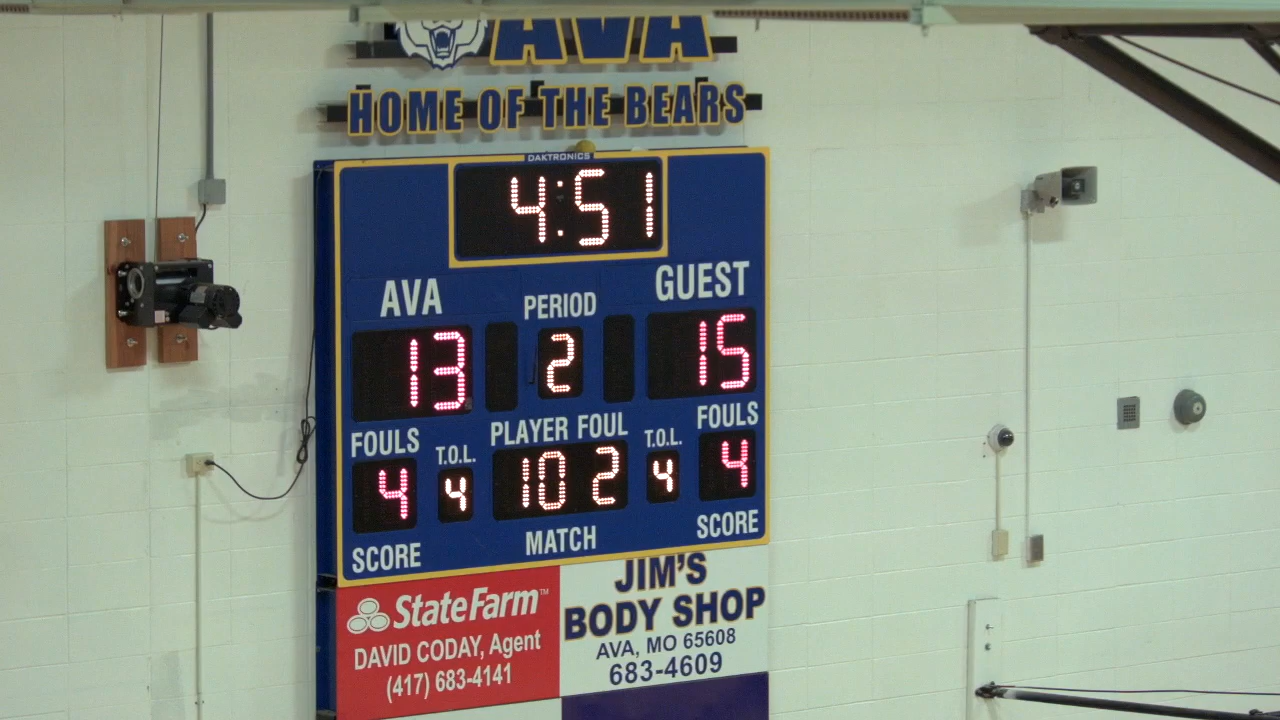 AVA
HOME OF THE BEARS
DAKTRONICS
4:51
AVA
PERIOD
GUEST
13
2
15
FOULS
T.O.L.
PLAYER FOUL
T.O.L.
FOULS
4
4
10 2
4
4
SCORE
MATCH
SCORE
StateFarm™
DAVID CODAY, Agent
(417) 683-4141
JIM'S
BODY SHOP
AVA, MO 65608
683-4609